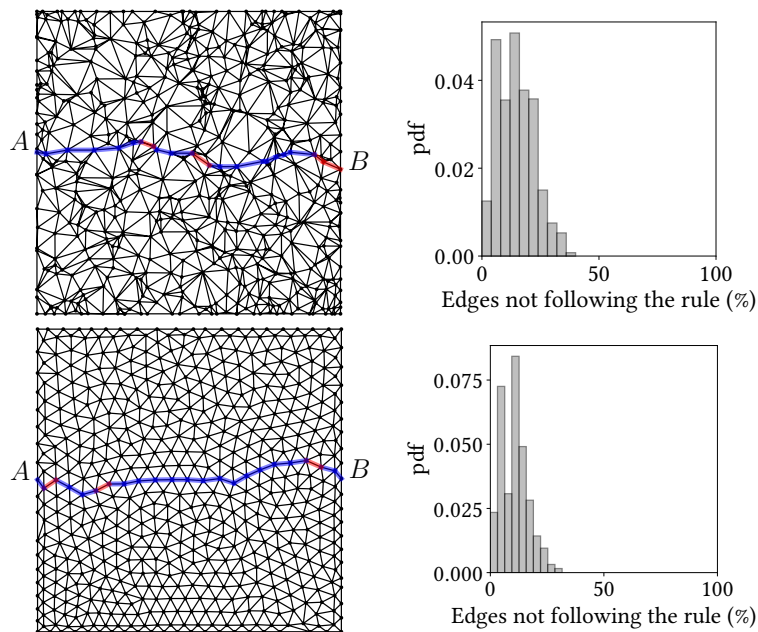 A
B
pdf
0.04
0.02
0.00
0
50
100
Edges not following the rule (%)
A
B
pdf
0.075
0.050
0.025
0.000
0
50
100
Edges not following the rule (%)